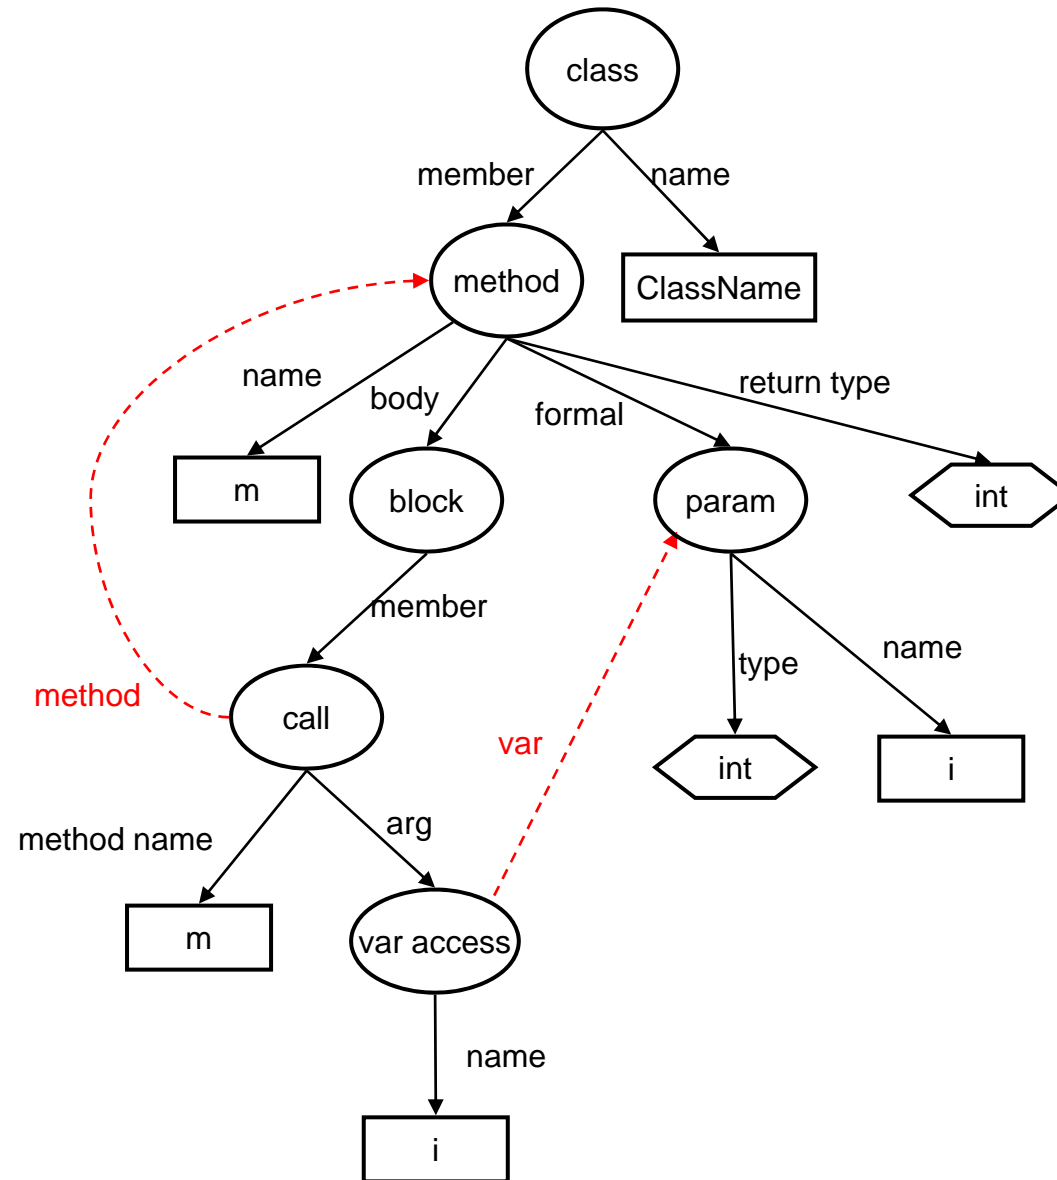 class
member
name
method
ClassName
name
body
formal
return type
m
block
param
int
member
method
call
var
type
name
int
i
method name
arg
m
var access
name
i